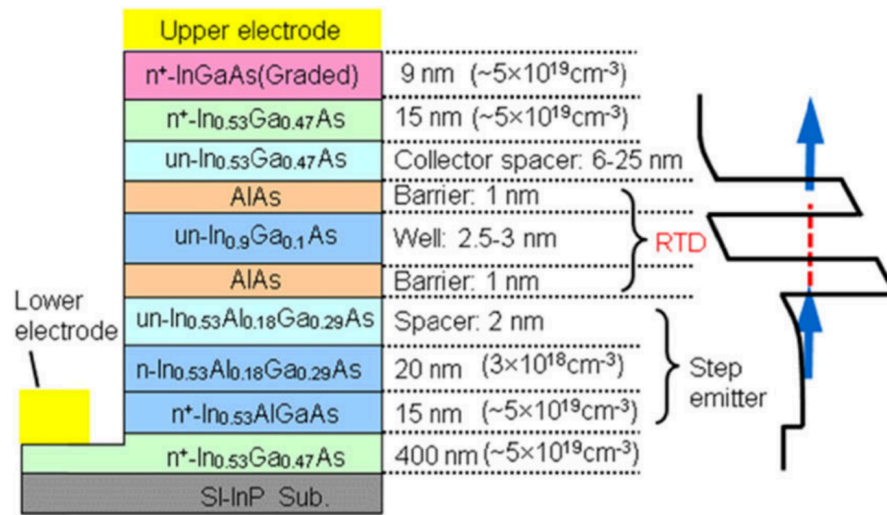 Upper electrode
n⁺-InGaAs(Graded) 9 nm (~5×10¹⁹cm⁻³)
n⁺-In₀.₅₃Ga₀.₄₇As 15 nm (~5×10¹⁹cm⁻³)
un-In₀.₅₃Ga₀.₄₇As Collector spacer: 6-25 nm
AlAs Barrier: 1 nm
un-In₀.₉Ga₀.₁As Well: 2.5-3 nm RTD
AlAs Barrier: 1 nm
Lower
electrode
un-In₀.₅₃Al₀.₁₈Ga₀.₂₉As Spacer: 2 nm
n-In₀.₅₃Al₀.₁₈Ga₀.₂₉As 20 nm (3×10¹⁸cm⁻³)
Step
emitter
n⁺-In₀.₅₃AlGaAs 15 nm (~5×10¹⁹cm⁻³)
n⁺-In₀.₅₃Ga₀.₄₇As 400 nm (~5×10¹⁹cm⁻³)
SI-InP Sub.